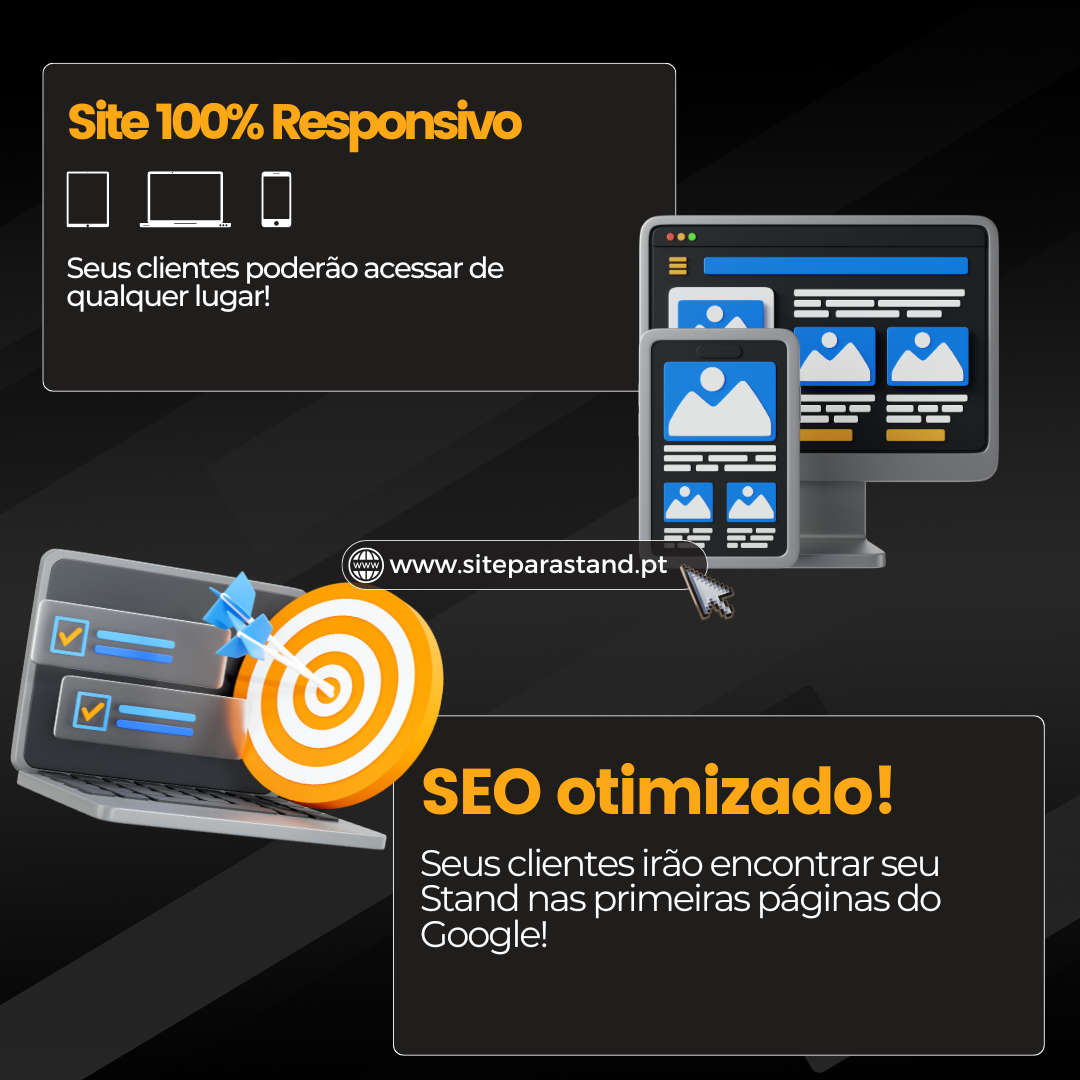 Site 100% Responsivo
Seus clientes poderão acessar de
qualquer lugar!
www
www.siteparastand.pt
SEO otimizado!
Seus clientes irão encontrar seu
Stand nas primeiras páginas do
Google!